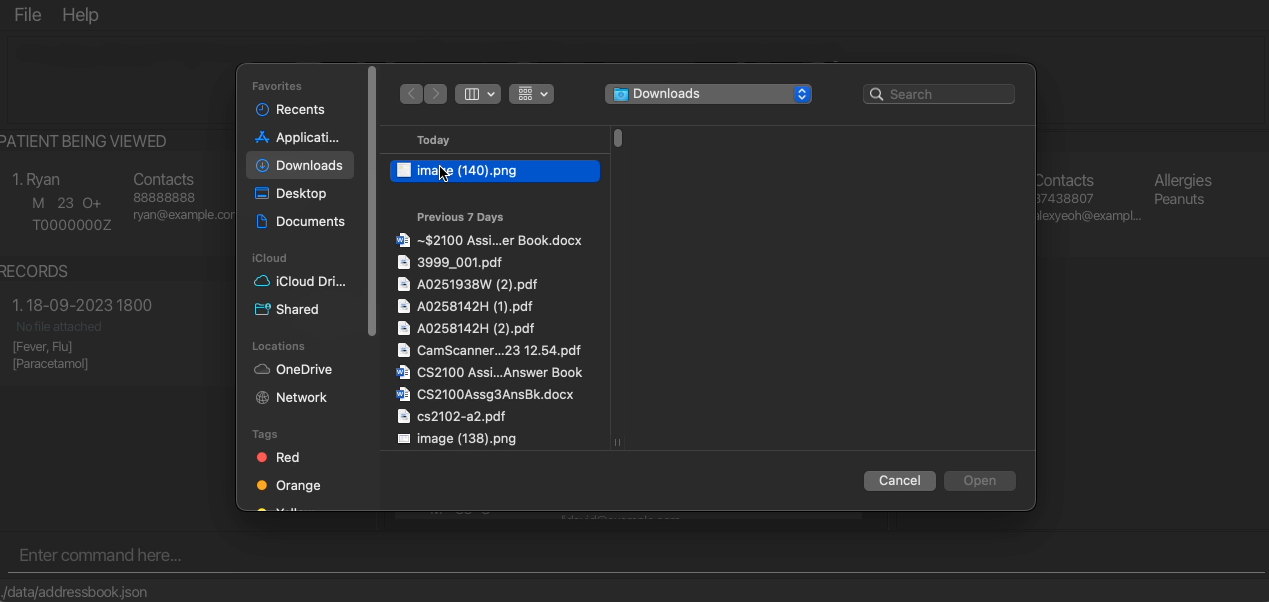 File Help
PATIENT BEING VIEWED
1. Ryan
M 23 O+
T0000000Z
Contacts
88888888
ryan@example.cor
RECORDS
1. 18-09-2023 1800
No file attached
[Fever, Flu]
[Paracetamol]
Favorites
Recents
Applicati...
Downloads
Desktop
Documents
iCloud
iCloud Dri...
Shared
Locations
OneDrive
Network
Tags
Red
Orange
Downloads
Search
Today
image (140).png
Previous 7 Days
~$2100 Assi...er Book.docx
3999_001.pdf
A0251938W (2).pdf
A0258142H (1).pdf
A0258142H (2).pdf
CamScanner...23 12.54.pdf
CS2100 Assi...Answer Book
CS2100Assg3AnsBk.docx
cs2102-a2.pdf
image (138).png
Cancel Open
Contacts
87438807
alexyeoh@exampl...
Allergies
Peanuts
Enter command here...
./data/addressbook.json